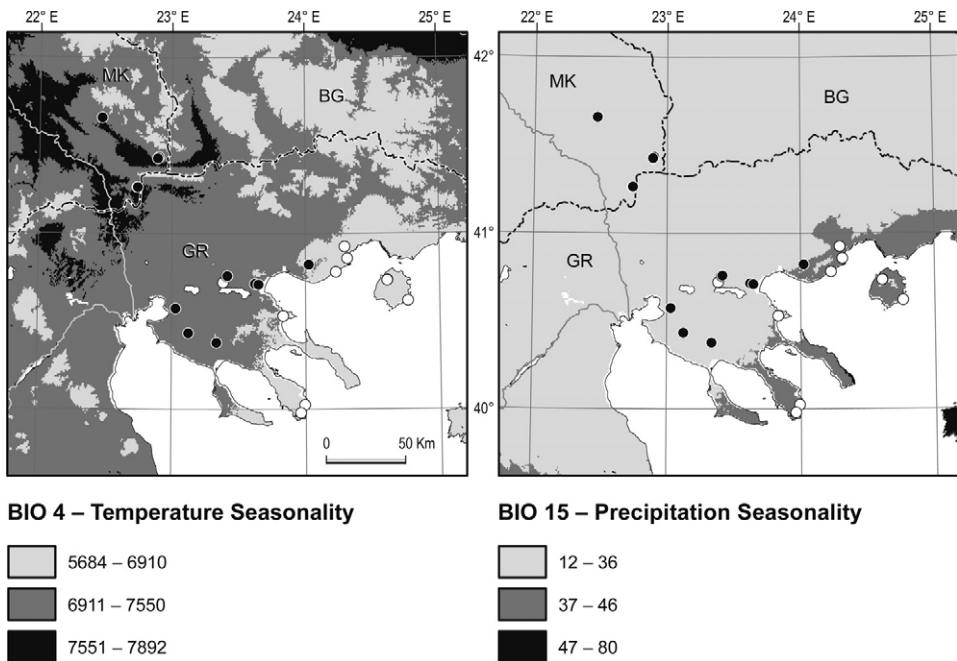 22° E 23° E 24° E 25° E 22° E 23° E 24° E 25° E
42°
MK
BG
MK
BG
41°
GR
GR
40°
0 50 Km
BIO 4 – Temperature Seasonality
5684 – 6910
6911 – 7550
7551 – 7892
BIO 15 – Precipitation Seasonality
12 – 36
37 – 46
47 – 80